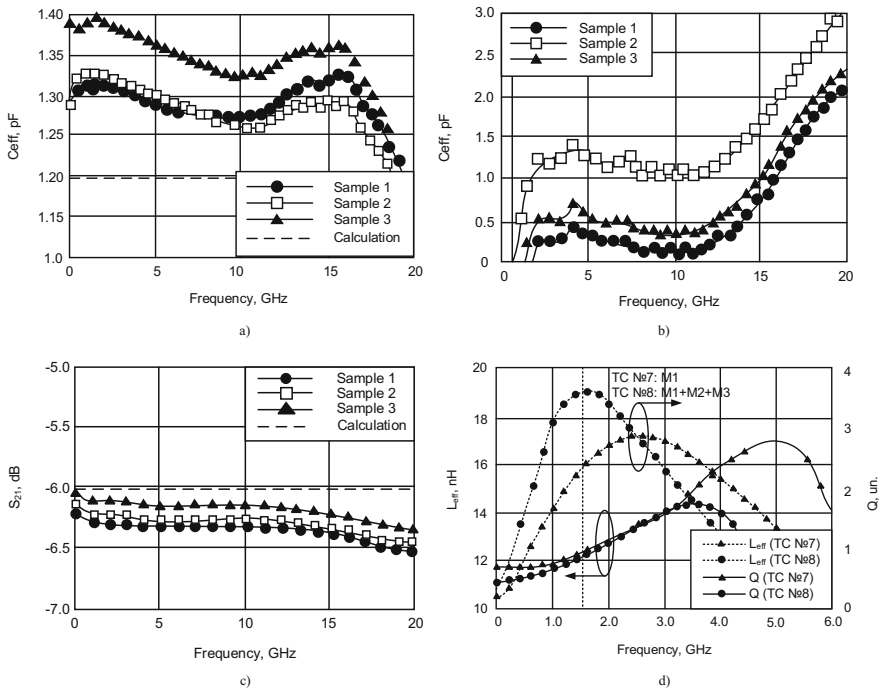 Ceff, pF
1.40
1.35
1.30
1.25
1.20
1.10
1.0
0
5
10
15
20
Sample 1
Sample 2
Sample 3
Calculation
Frequency, GHz
a)
Ceff, pF
3.0
2.5
2.0
1.5
1.0
0.5
0
0
5
10
15
20
Sample 1
Sample 2
Sample 3
Frequency, GHz
b)
S21, dB
-5.0
-5.5
-6.0
-6.5
-7.0
0
5
10
15
20
Sample 1
Sample 2
Sample 3
Calculation
Frequency, GHz
c)
Leff, nH
20
18
16
14
12
10
0.0
1.0
2.0
3.0
4.0
5.0
6.0
4
3
2
1
0
Q, un.
TC №7: M1
TC №8: M1+M2+M3
Leff (TC №7)
Leff (TC №8)
Q (TC №7)
Q (TC №8)
Frequency, GHz
d)